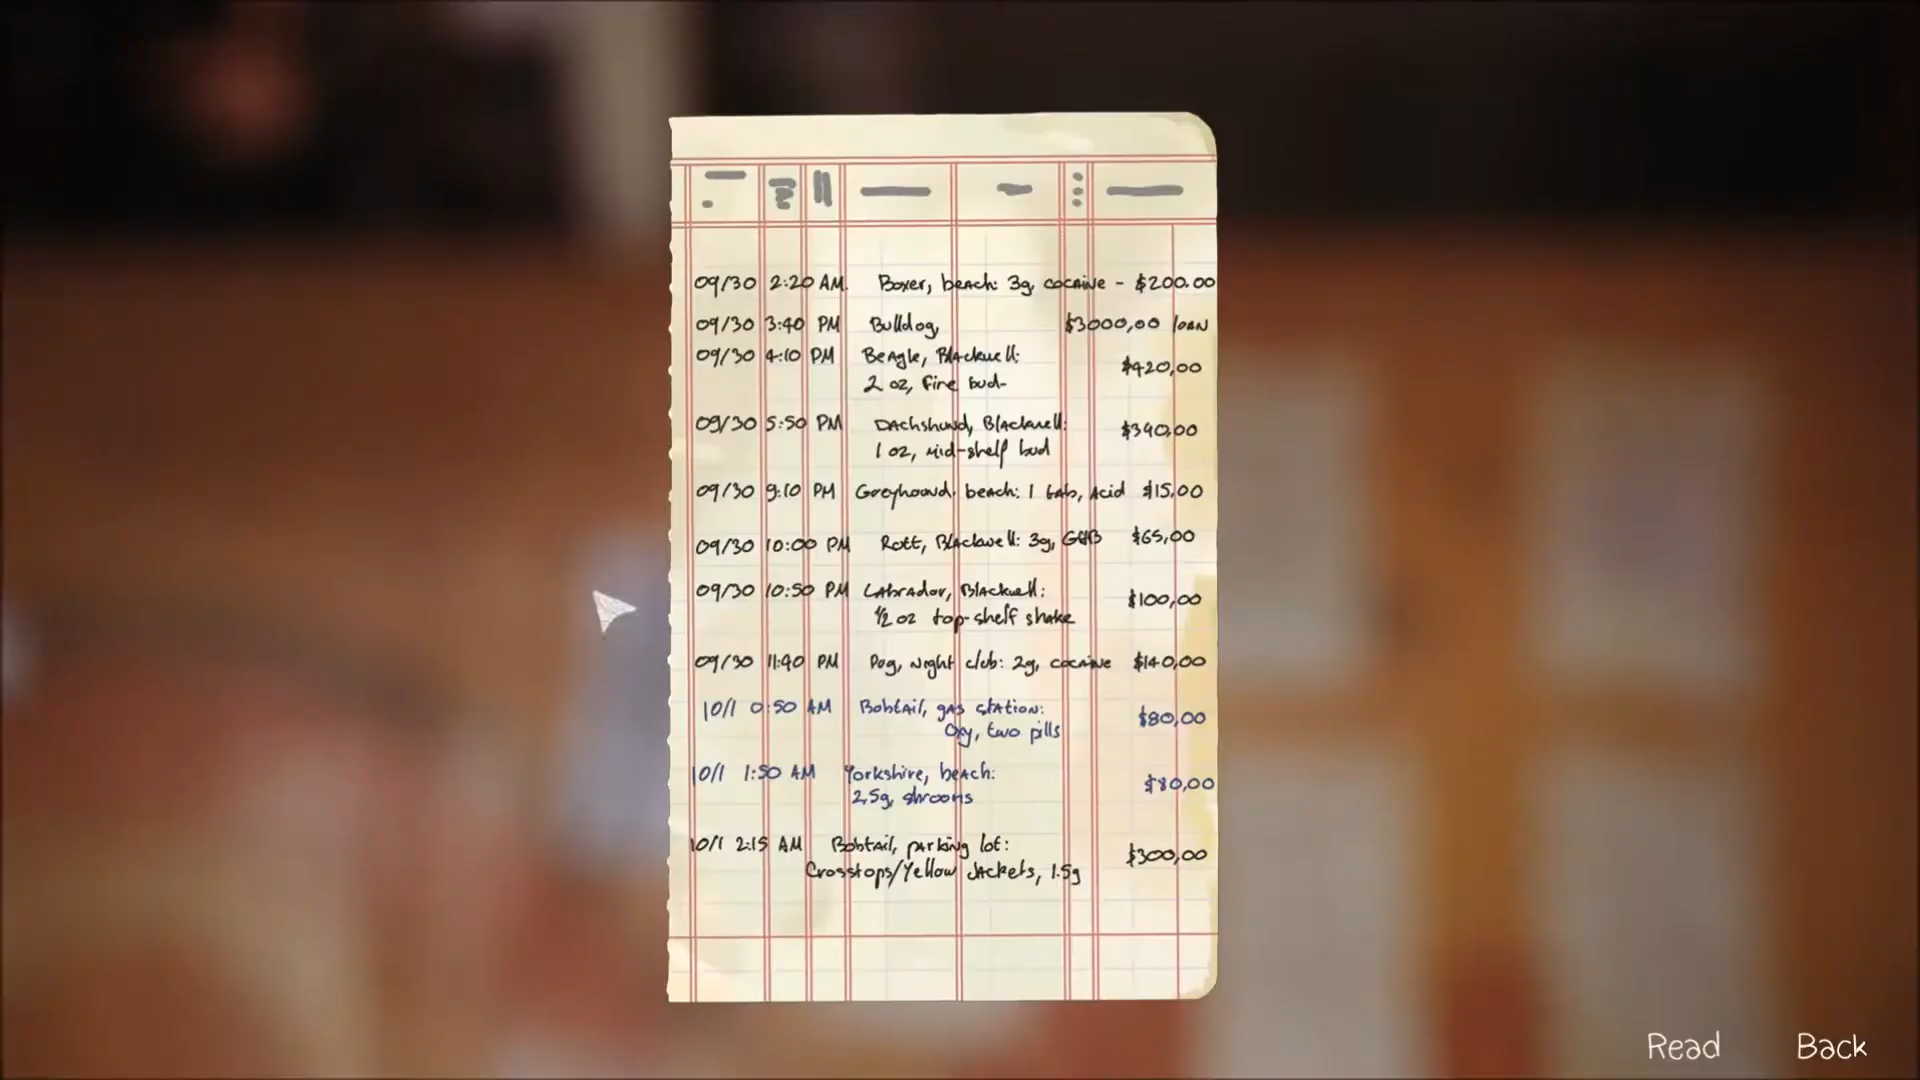 09/30 2:20 AM. Boxer, beach: 3g, cocaine - $200.00
09/30 3:40 PM Bulldog, $3000,00 loan
09/30 4:10 PM Beagle, Blackwell:
2 oz, fire bud- $420,00
09/30 5:50 PM Dachshund, Blackwell: $340,00
1 oz, mid-shelf bud
09/30 9:10 PM Greyhound, beach: 1 tab, acid $15,00
09/30 10:00 PM Rott, Blackwell: 3g, GHB $65,00
09/30 10:50 PM Labrador, Blackwell: $100,00
1/2 oz top-shelf shake
09/30 11:40 PM Pog, night club: 2g, cocaine $140,00
10/1 0:50 AM Bobtail, gas station: $80,00
Oxy, two pills
10/1 1:50 AM Yorkshire, beach: $80,00
2,5g, shrooms
10/1 2:15 AM Bobtail, parking lot: $300,00
Crosstops/Yellow Jackets, 1.5g
Read Back